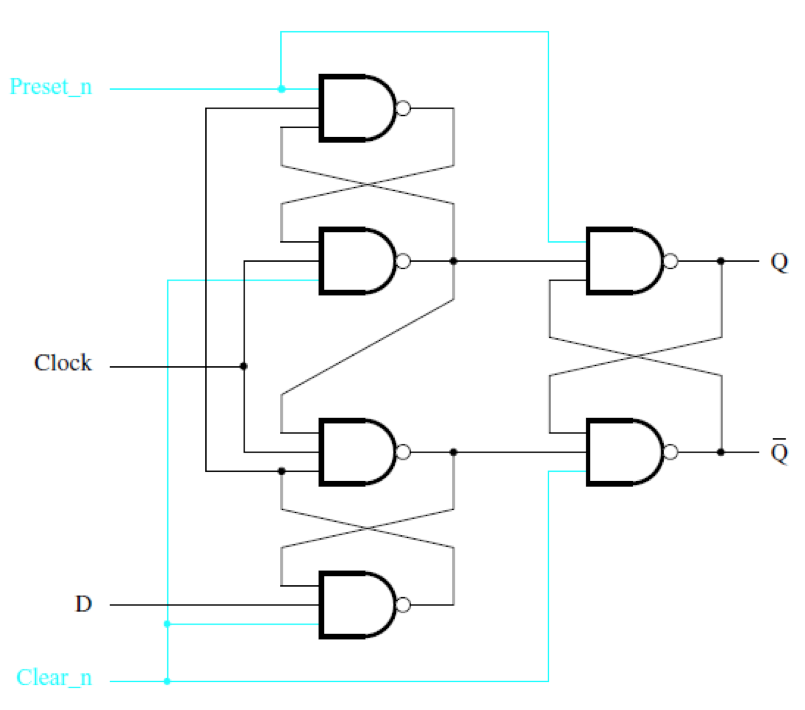 Preset_n
Q
Clock
Q̅
D
Clear_n